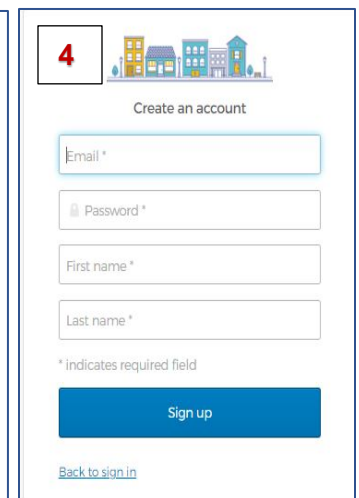 4
Create an account
Email *
Password *
First name *
Last name *
* indicates required field
Sign up
Back to sign in